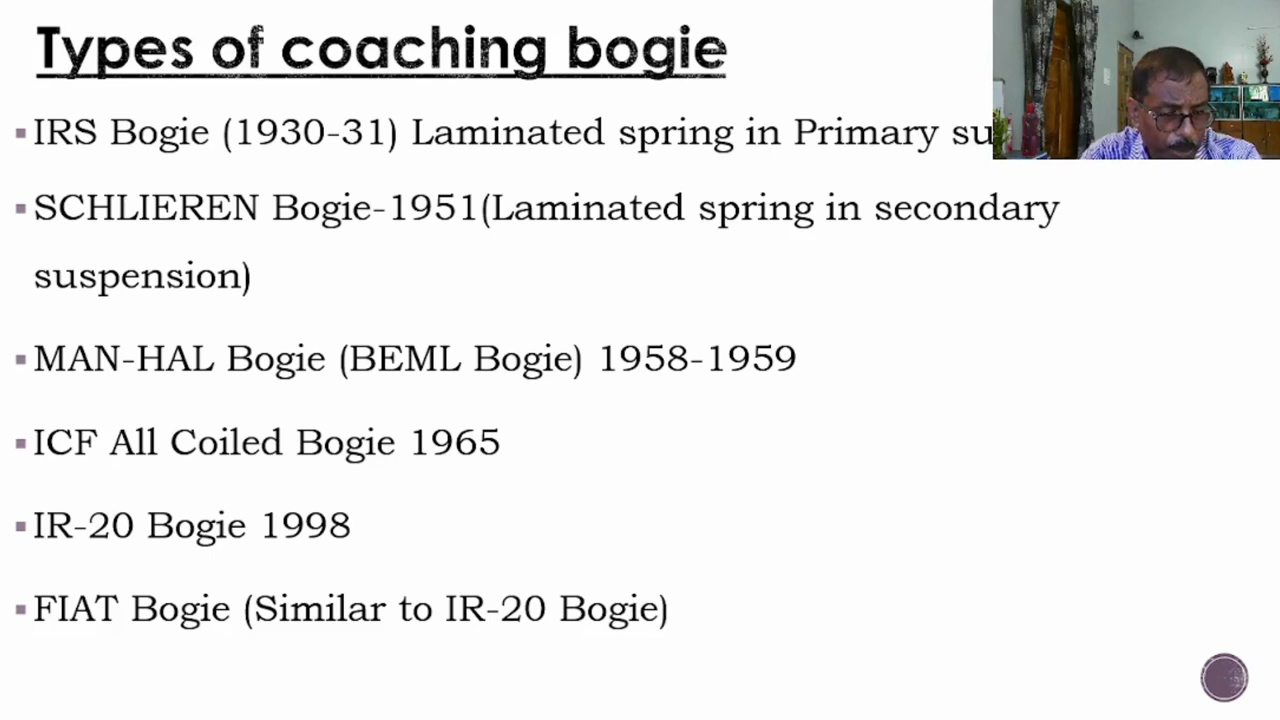 Types of coaching bogie
IRS Bogie (1930-31) Laminated spring in Primary
SCHLIEREN Bogie-1951(Laminated spring in secondary
suspension)
MAN-HAL Bogie (BEML Bogie) 1958-1959
ICF All Coiled Bogie 1965
IR-20 Bogie 1998
FIAT Bogie (Similar to IR-20 Bogie)